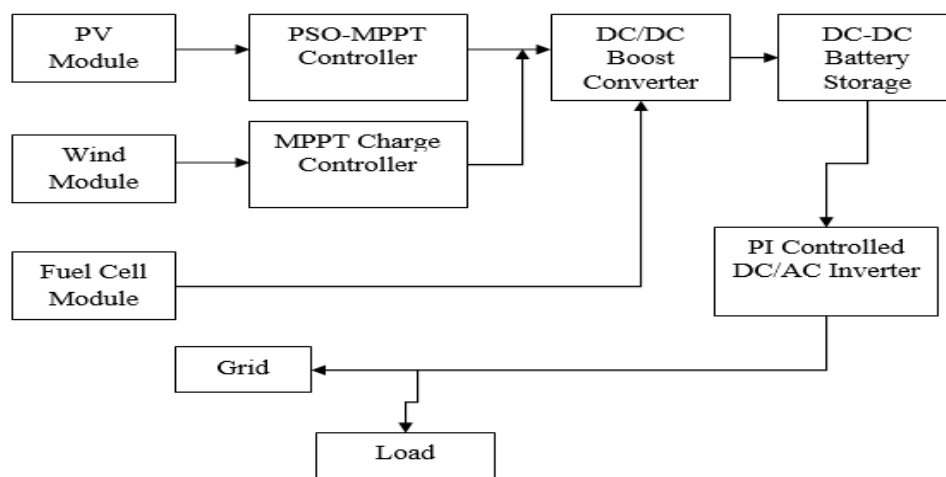 PV
Module
PSO-MPPT
Controller
DC/DC
Boost
Converter
DC-DC
Battery
Storage
Wind
Module
MPPT Charge
Controller
Fuel Cell
Module
PI Controlled
DC/AC Inverter
Grid
Load